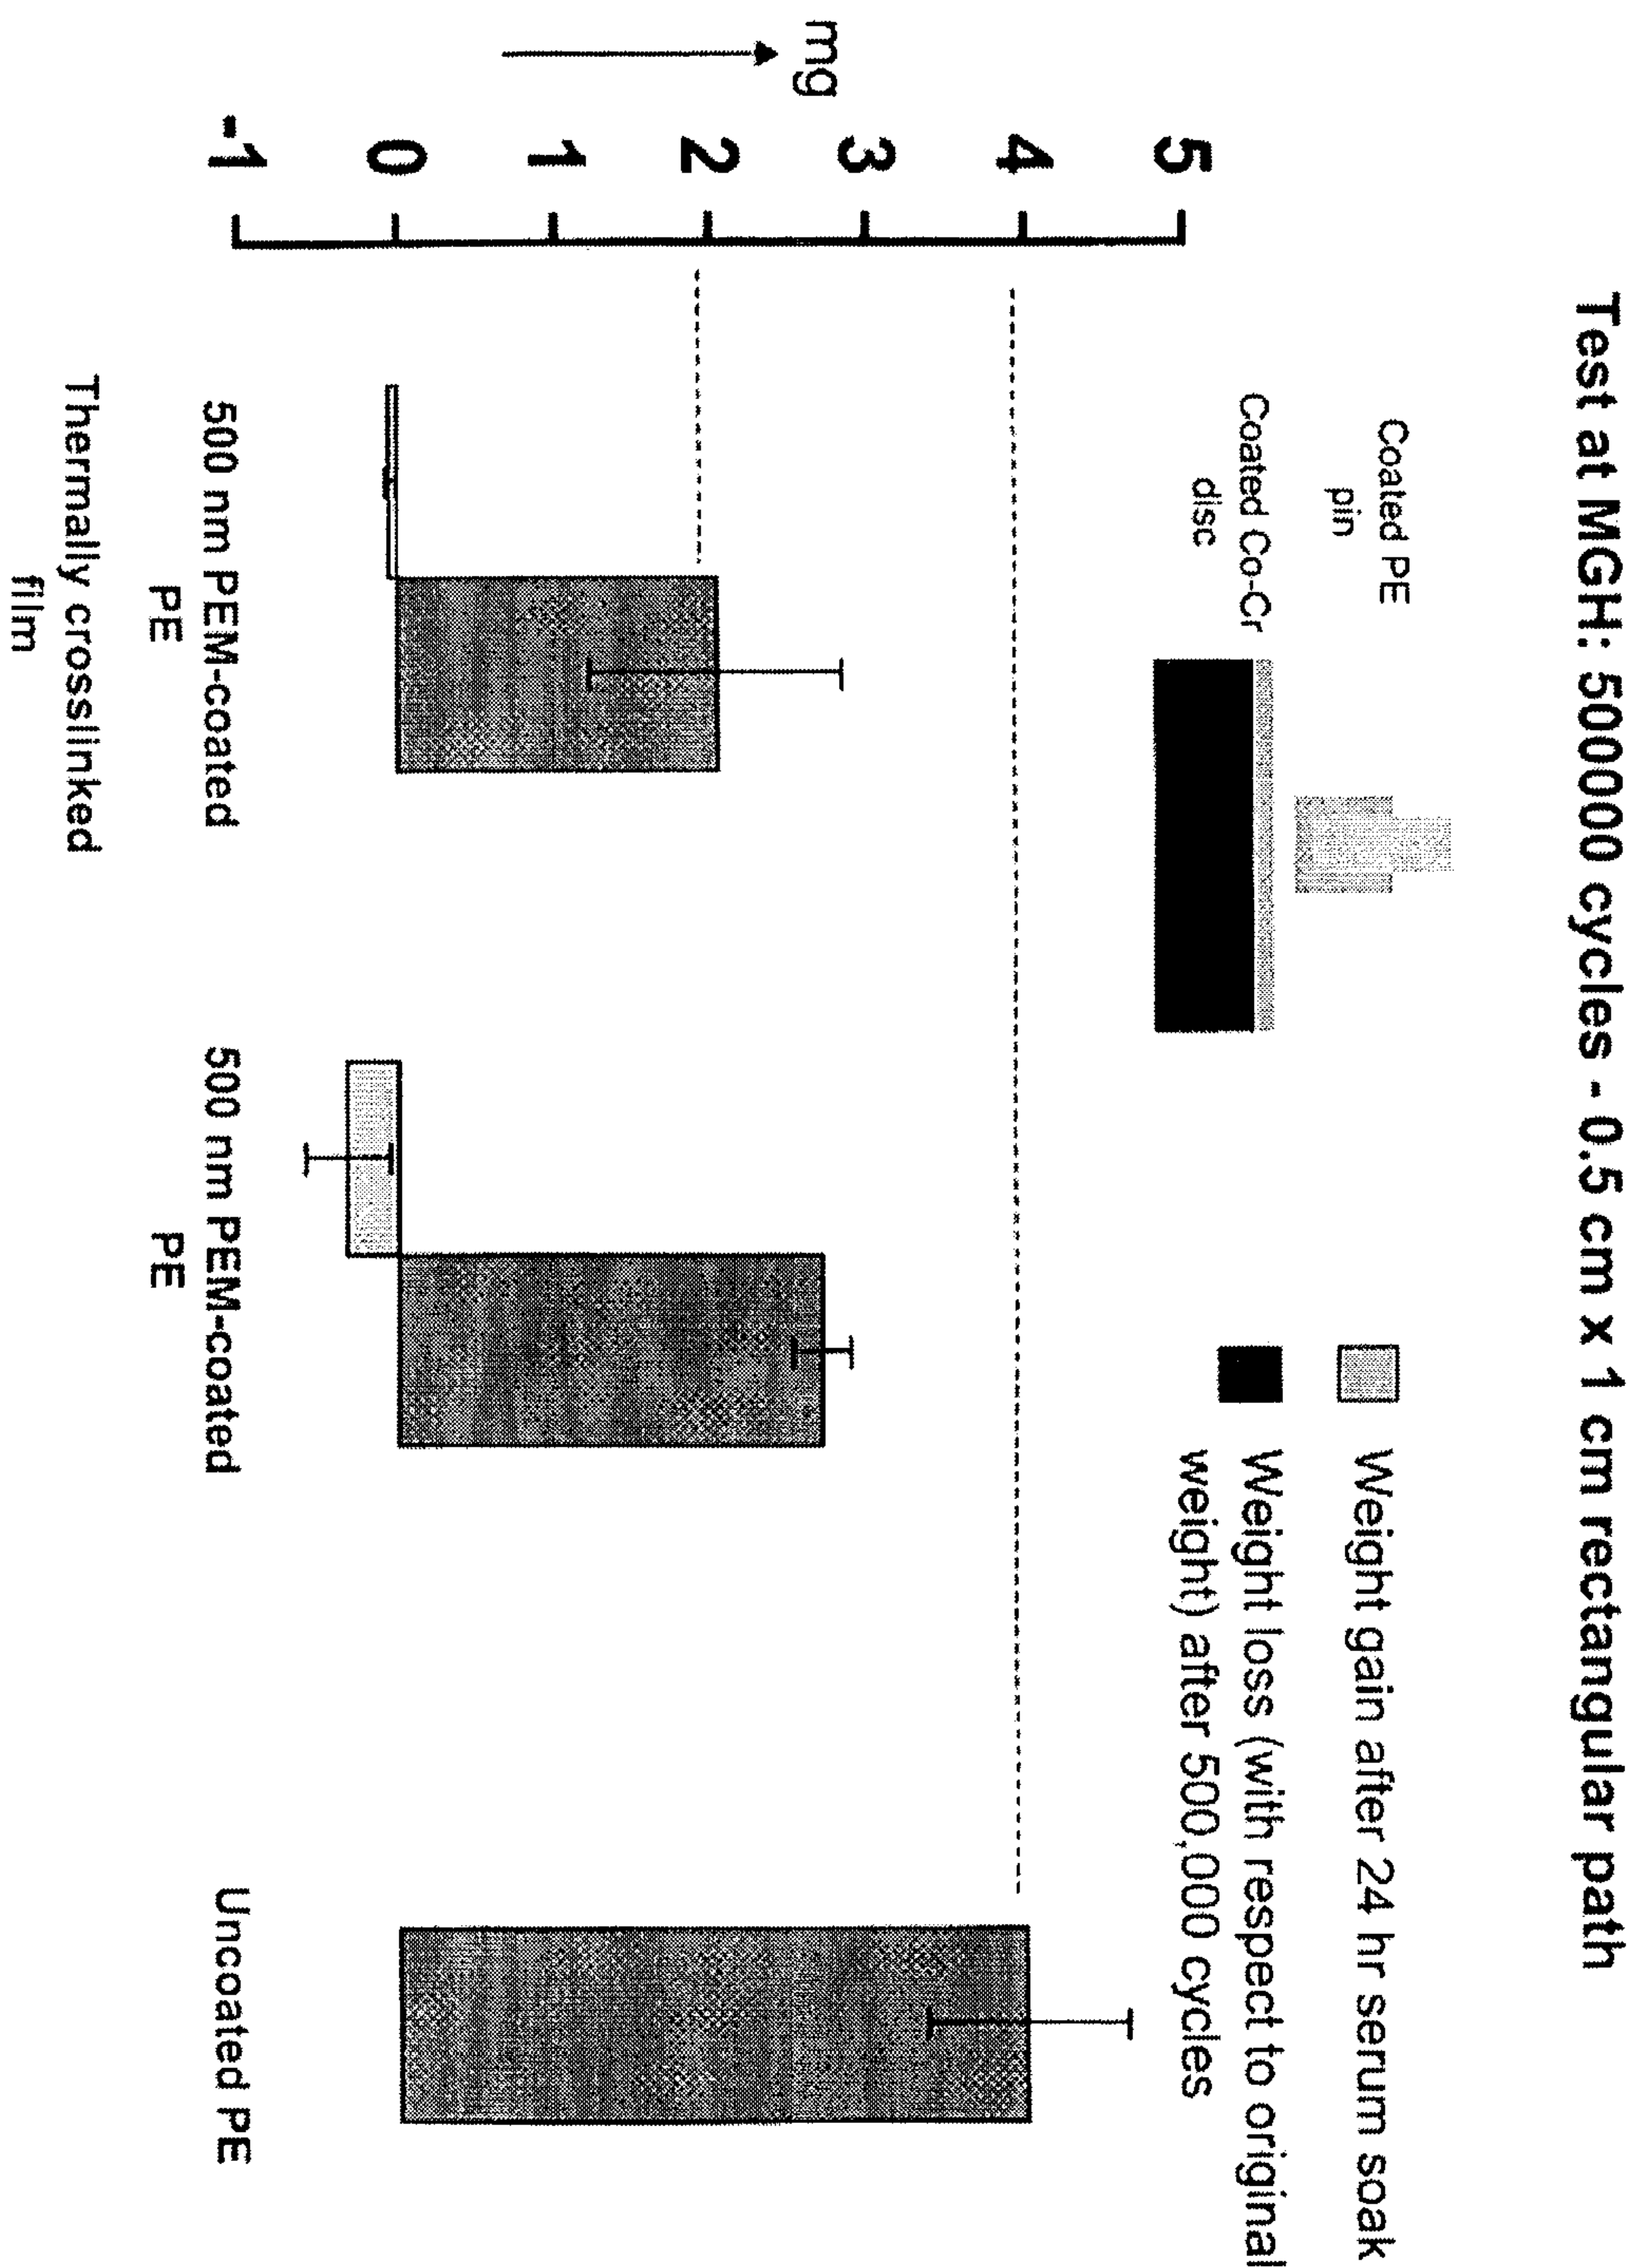 Test at MGH: 500000 cycles - 0.5 cm x 1 cm rectangular path
Coated PE
pin
Coated Co-Cr
disc
Weight gain after 24 hr serum soak
Weight loss (with respect to original
weight) after 500,000 cycles
mg
5
4
3
2
1
0
-1
500 nm PEM-coated
PE
Thermally crosslinked
film
500 nm PEM-coated
PE
Uncoated PE